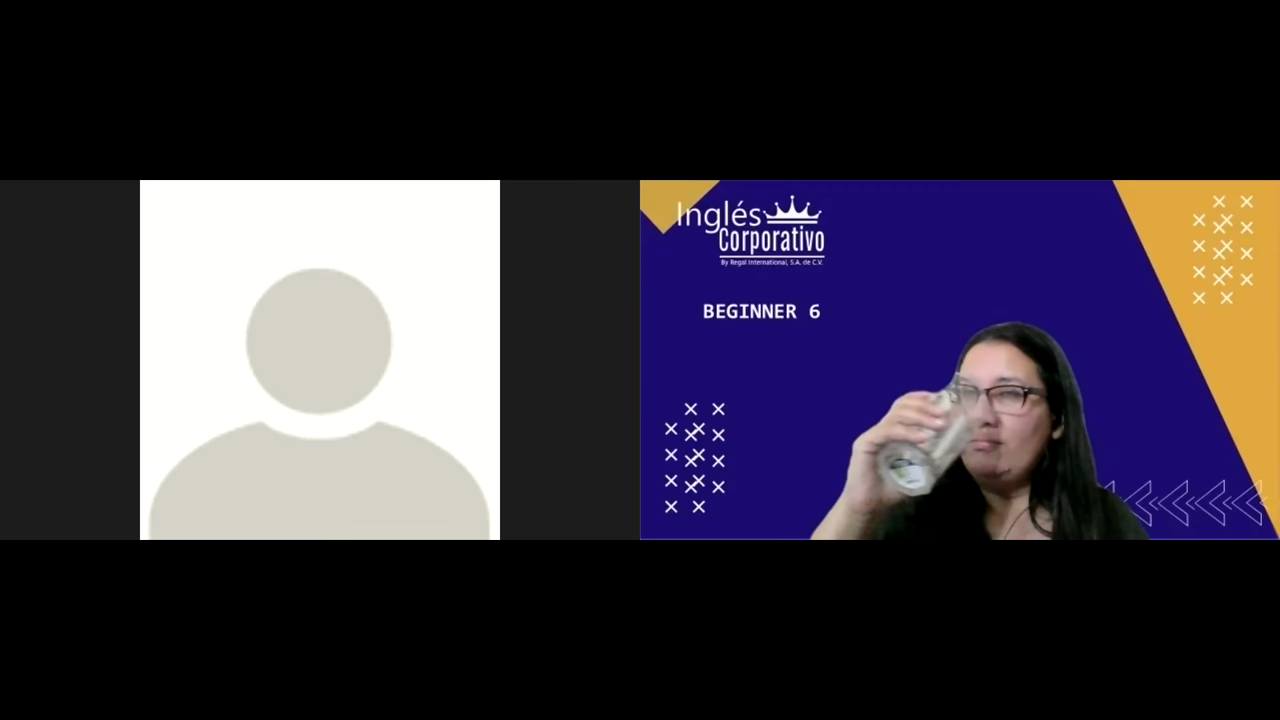 Inglés
Corporativo
By Regal International, S.A. de C.V.
BEGINNER 6